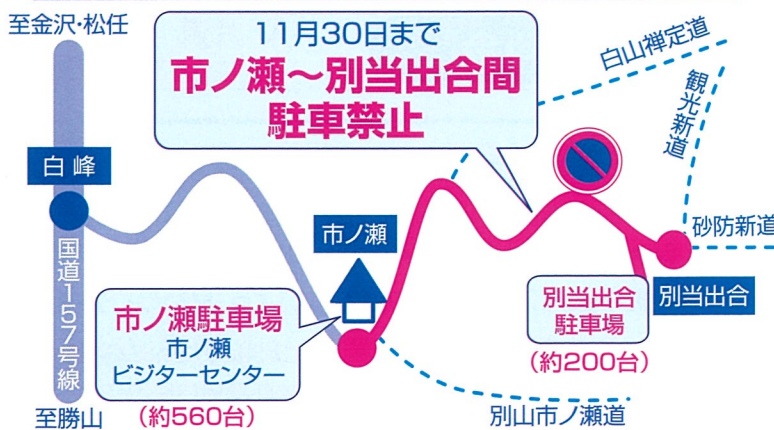 至金沢・松任
11月30日まで
市ノ瀬～別当出合間
駐車禁止
白山禅定道
観光新道
白峰
市ノ瀬
砂防新道
国道157号線
市ノ瀬駐車場
市ノ瀬
ビジターセンター
(約560台)
別当出合
駐車場
(約200台)
別当出合
至勝山
別山市ノ瀬道